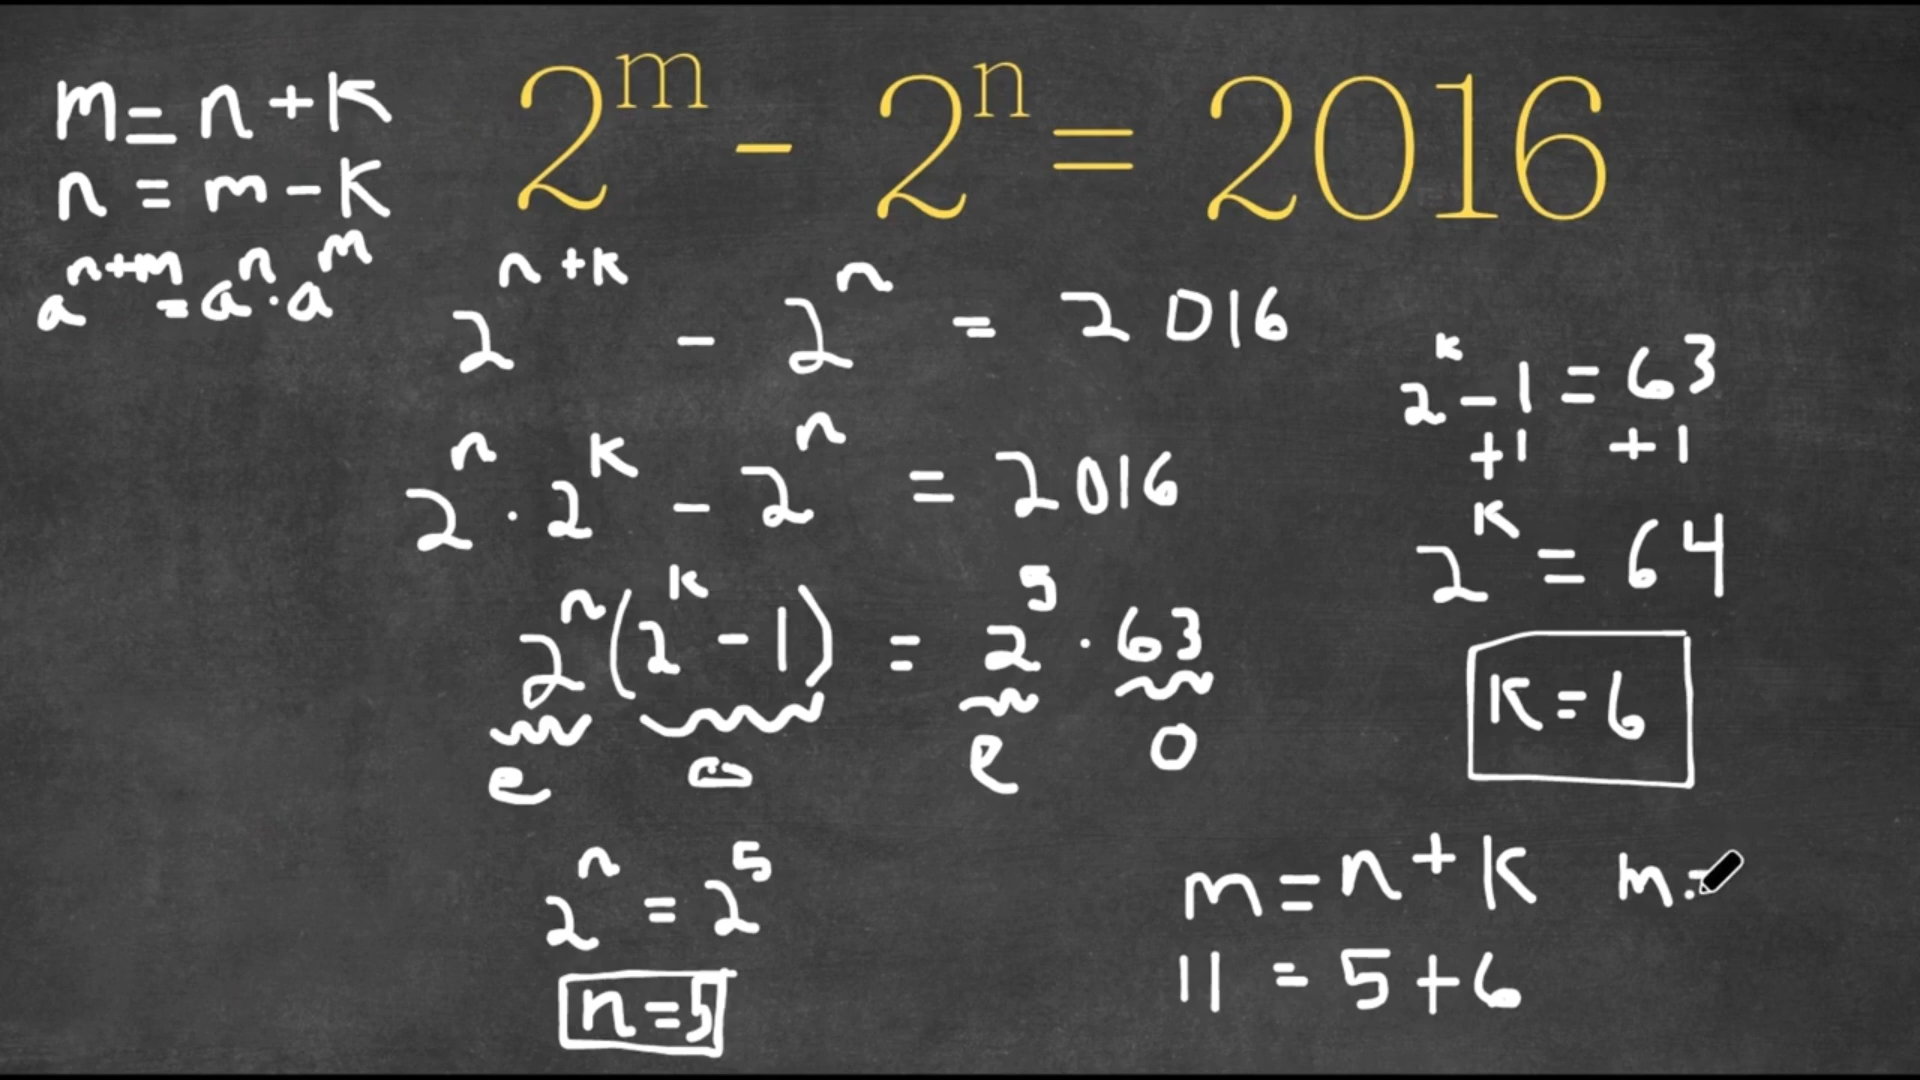 2^m - 2^n = 2016
m = n + k
n = m - k
a^{n+m} = a^n · a^m
2^{n+k} - 2^n = 2016
2^n · 2^k - 2^n = 2016
2^n (2^k - 1) = 2^5 · 63
e o e o
2^n = 2^5
n = 5
2^k - 1 = 63
+1 +1
2^k = 64
k = 6
m = n + k m =
11 = 5 + 6